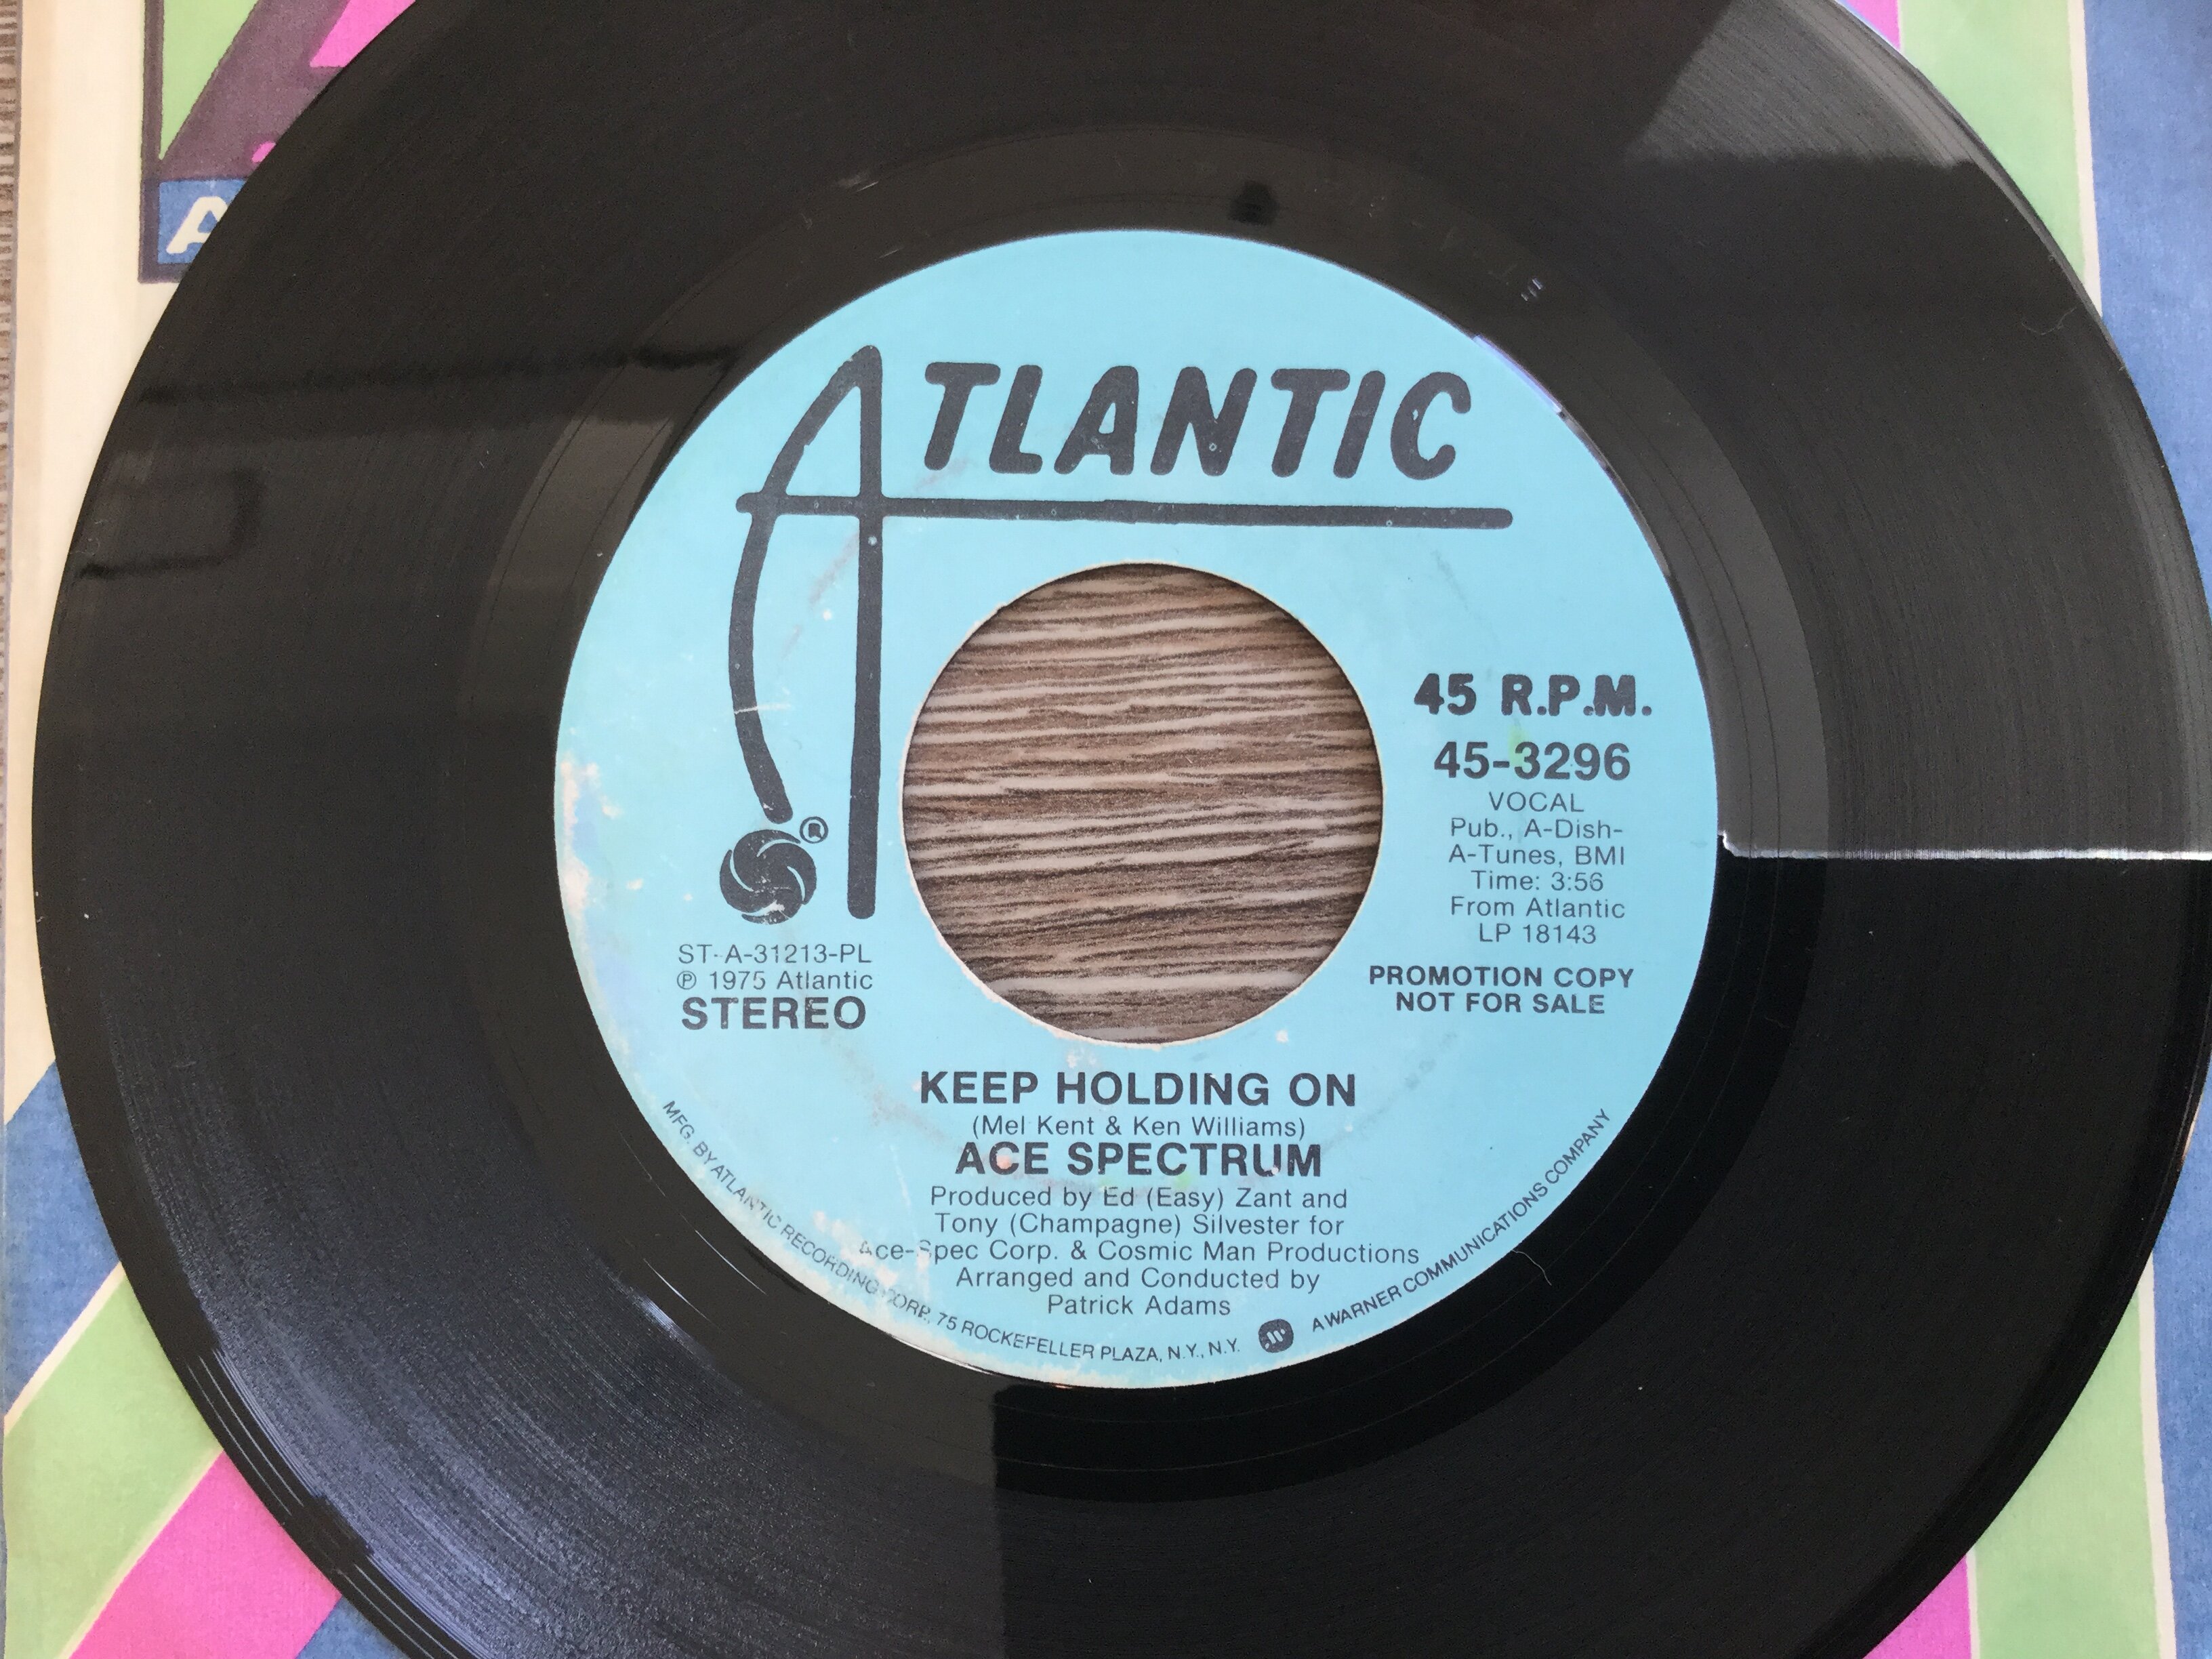 ATLANTIC
®
45 R.P.M.
45-3296
VOCAL
Pub., A-Dish-
A-Tunes, BMI
Time: 3:56
From Atlantic
LP 18143
PROMOTION COPY
NOT FOR SALE
ST-A-31213-PL
℗ 1975 Atlantic
STEREO
KEEP HOLDING ON
(Mel Kent & Ken Williams)
ACE SPECTRUM
Produced by Ed (Easy) Zant and
Tony (Champagne) Silvester for
Ace-Spec Corp. & Cosmic Man Productions
Arranged and Conducted by
Patrick Adams
MFG. BY ATLANTIC RECORDING CORP., 75 ROCKEFELLER PLAZA, N.Y., N.Y. A WARNER COMMUNICATIONS COMPANY